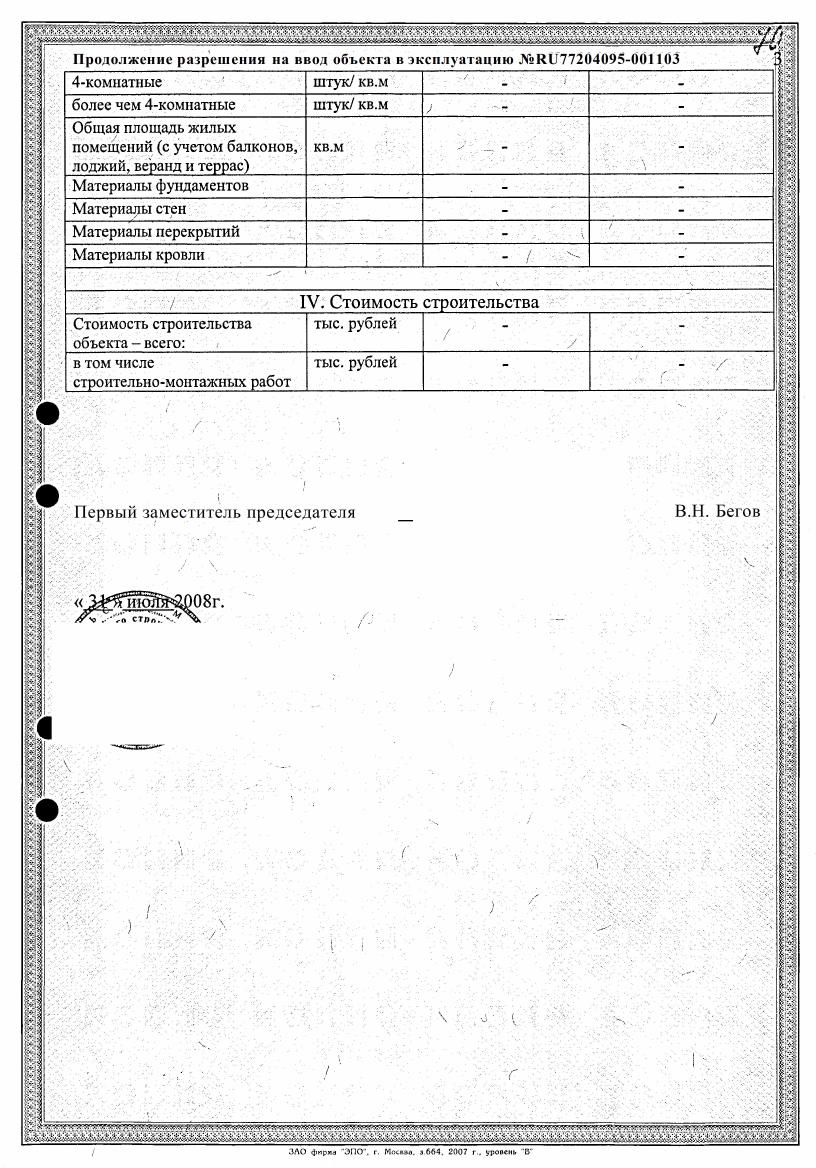 3
Продолжение разрешения на ввод объекта в эксплуатацию №RU77204095-001103
4-комнатные штук/ кв.м - -
более чем 4-комнатные штук/ кв.м - -
Общая площадь жилых
помещений (с учетом балконов, кв.м - -
лоджий, веранд и террас)
Материалы фундаментов - -
Материалы стен - -
Материалы перекрытий - -
Материалы кровли - -
IV. Стоимость строительства
Стоимость строительства тыс. рублей - -
объекта – всего:
в том числе тыс. рублей - -
строительно-монтажных работ
Первый заместитель председателя В.Н. Бегов
« 31 » июля 2008г.
ЗАО фирма "ЭПО", г. Москва, з.664, 2007 г., уровень "В"